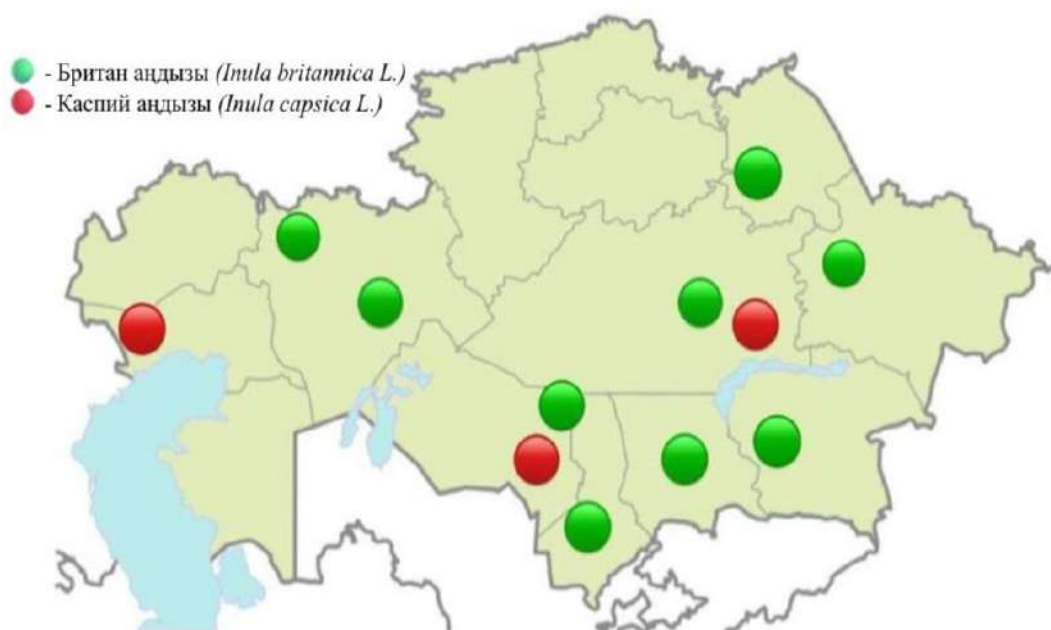 - Британ аңдызы (Inula britannica L.)
- Каспий аңдызы (Inula capsica L.)